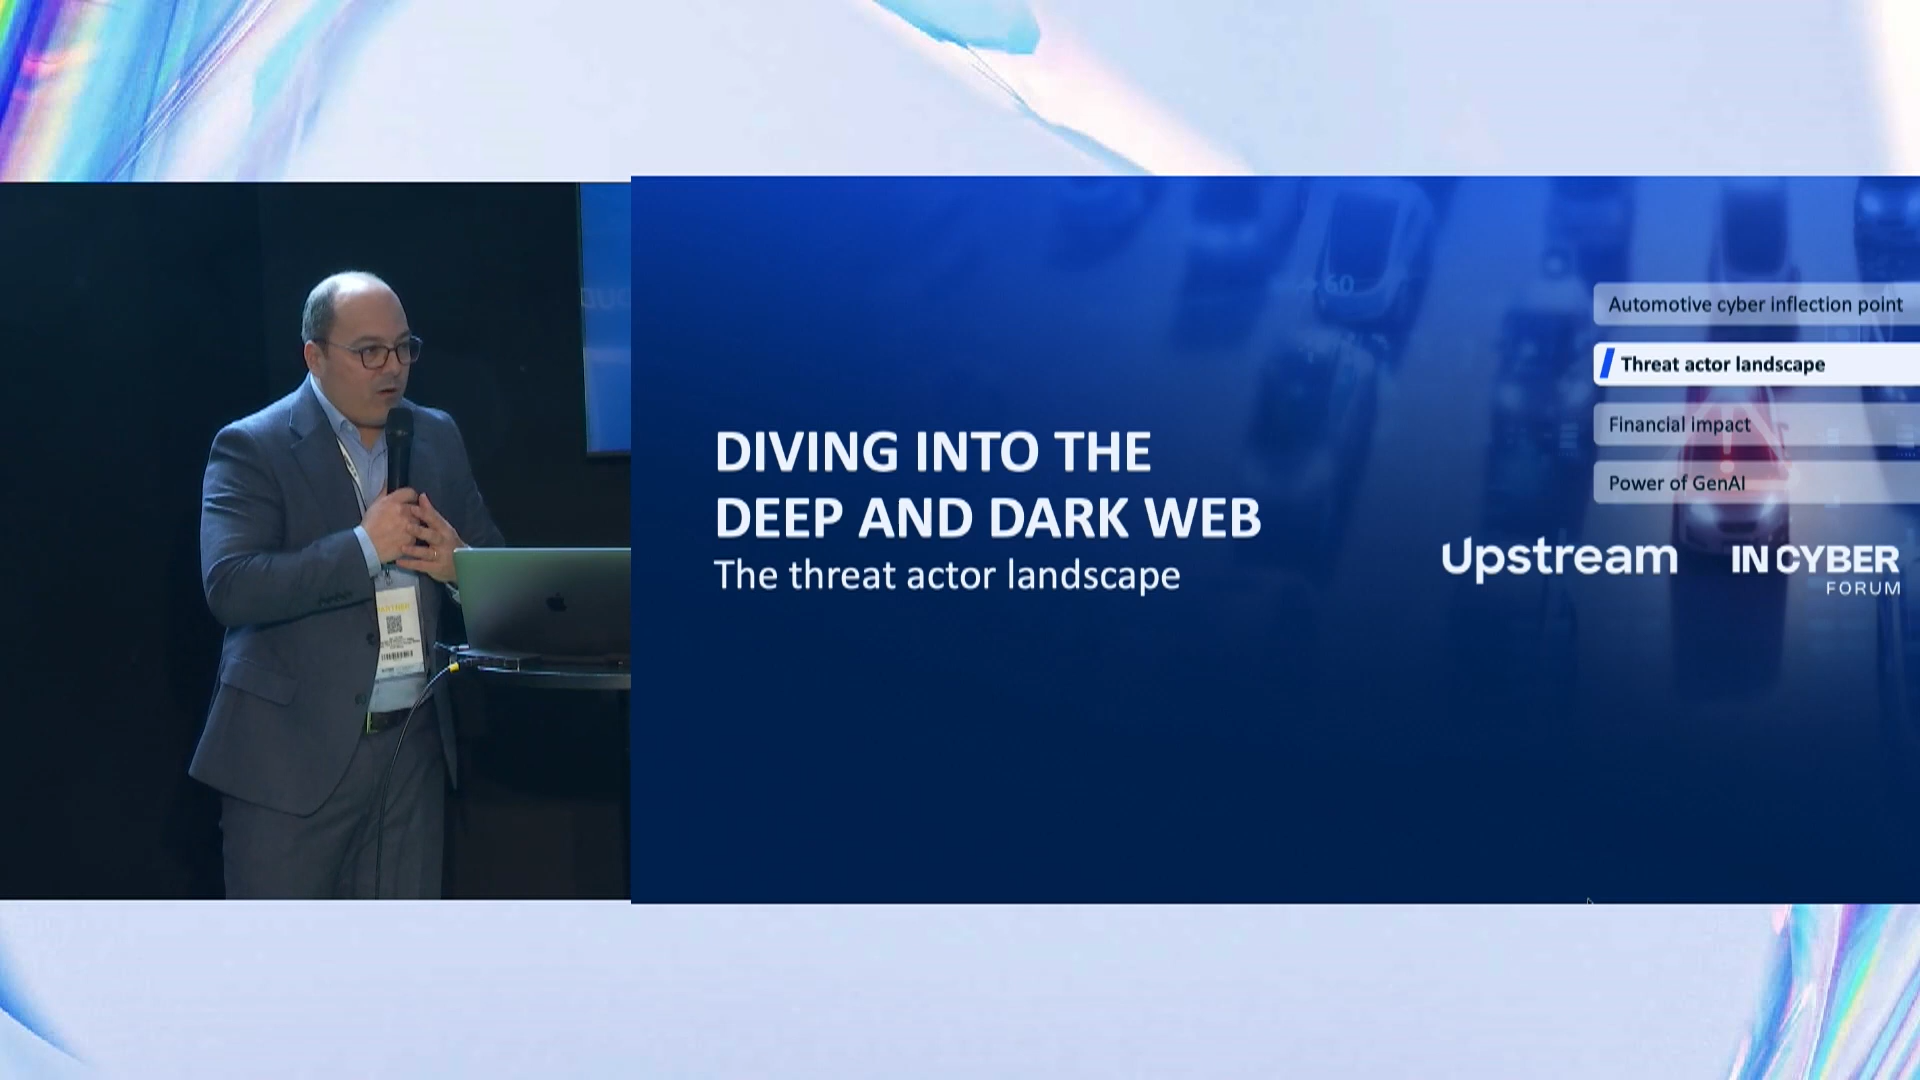 DIVING INTO THE
DEEP AND DARK WEB
The threat actor landscape
Automotive cyber inflection point
Threat actor landscape
Financial impact
Power of GenAI
Upstream
IN CYBER
FORUM
60